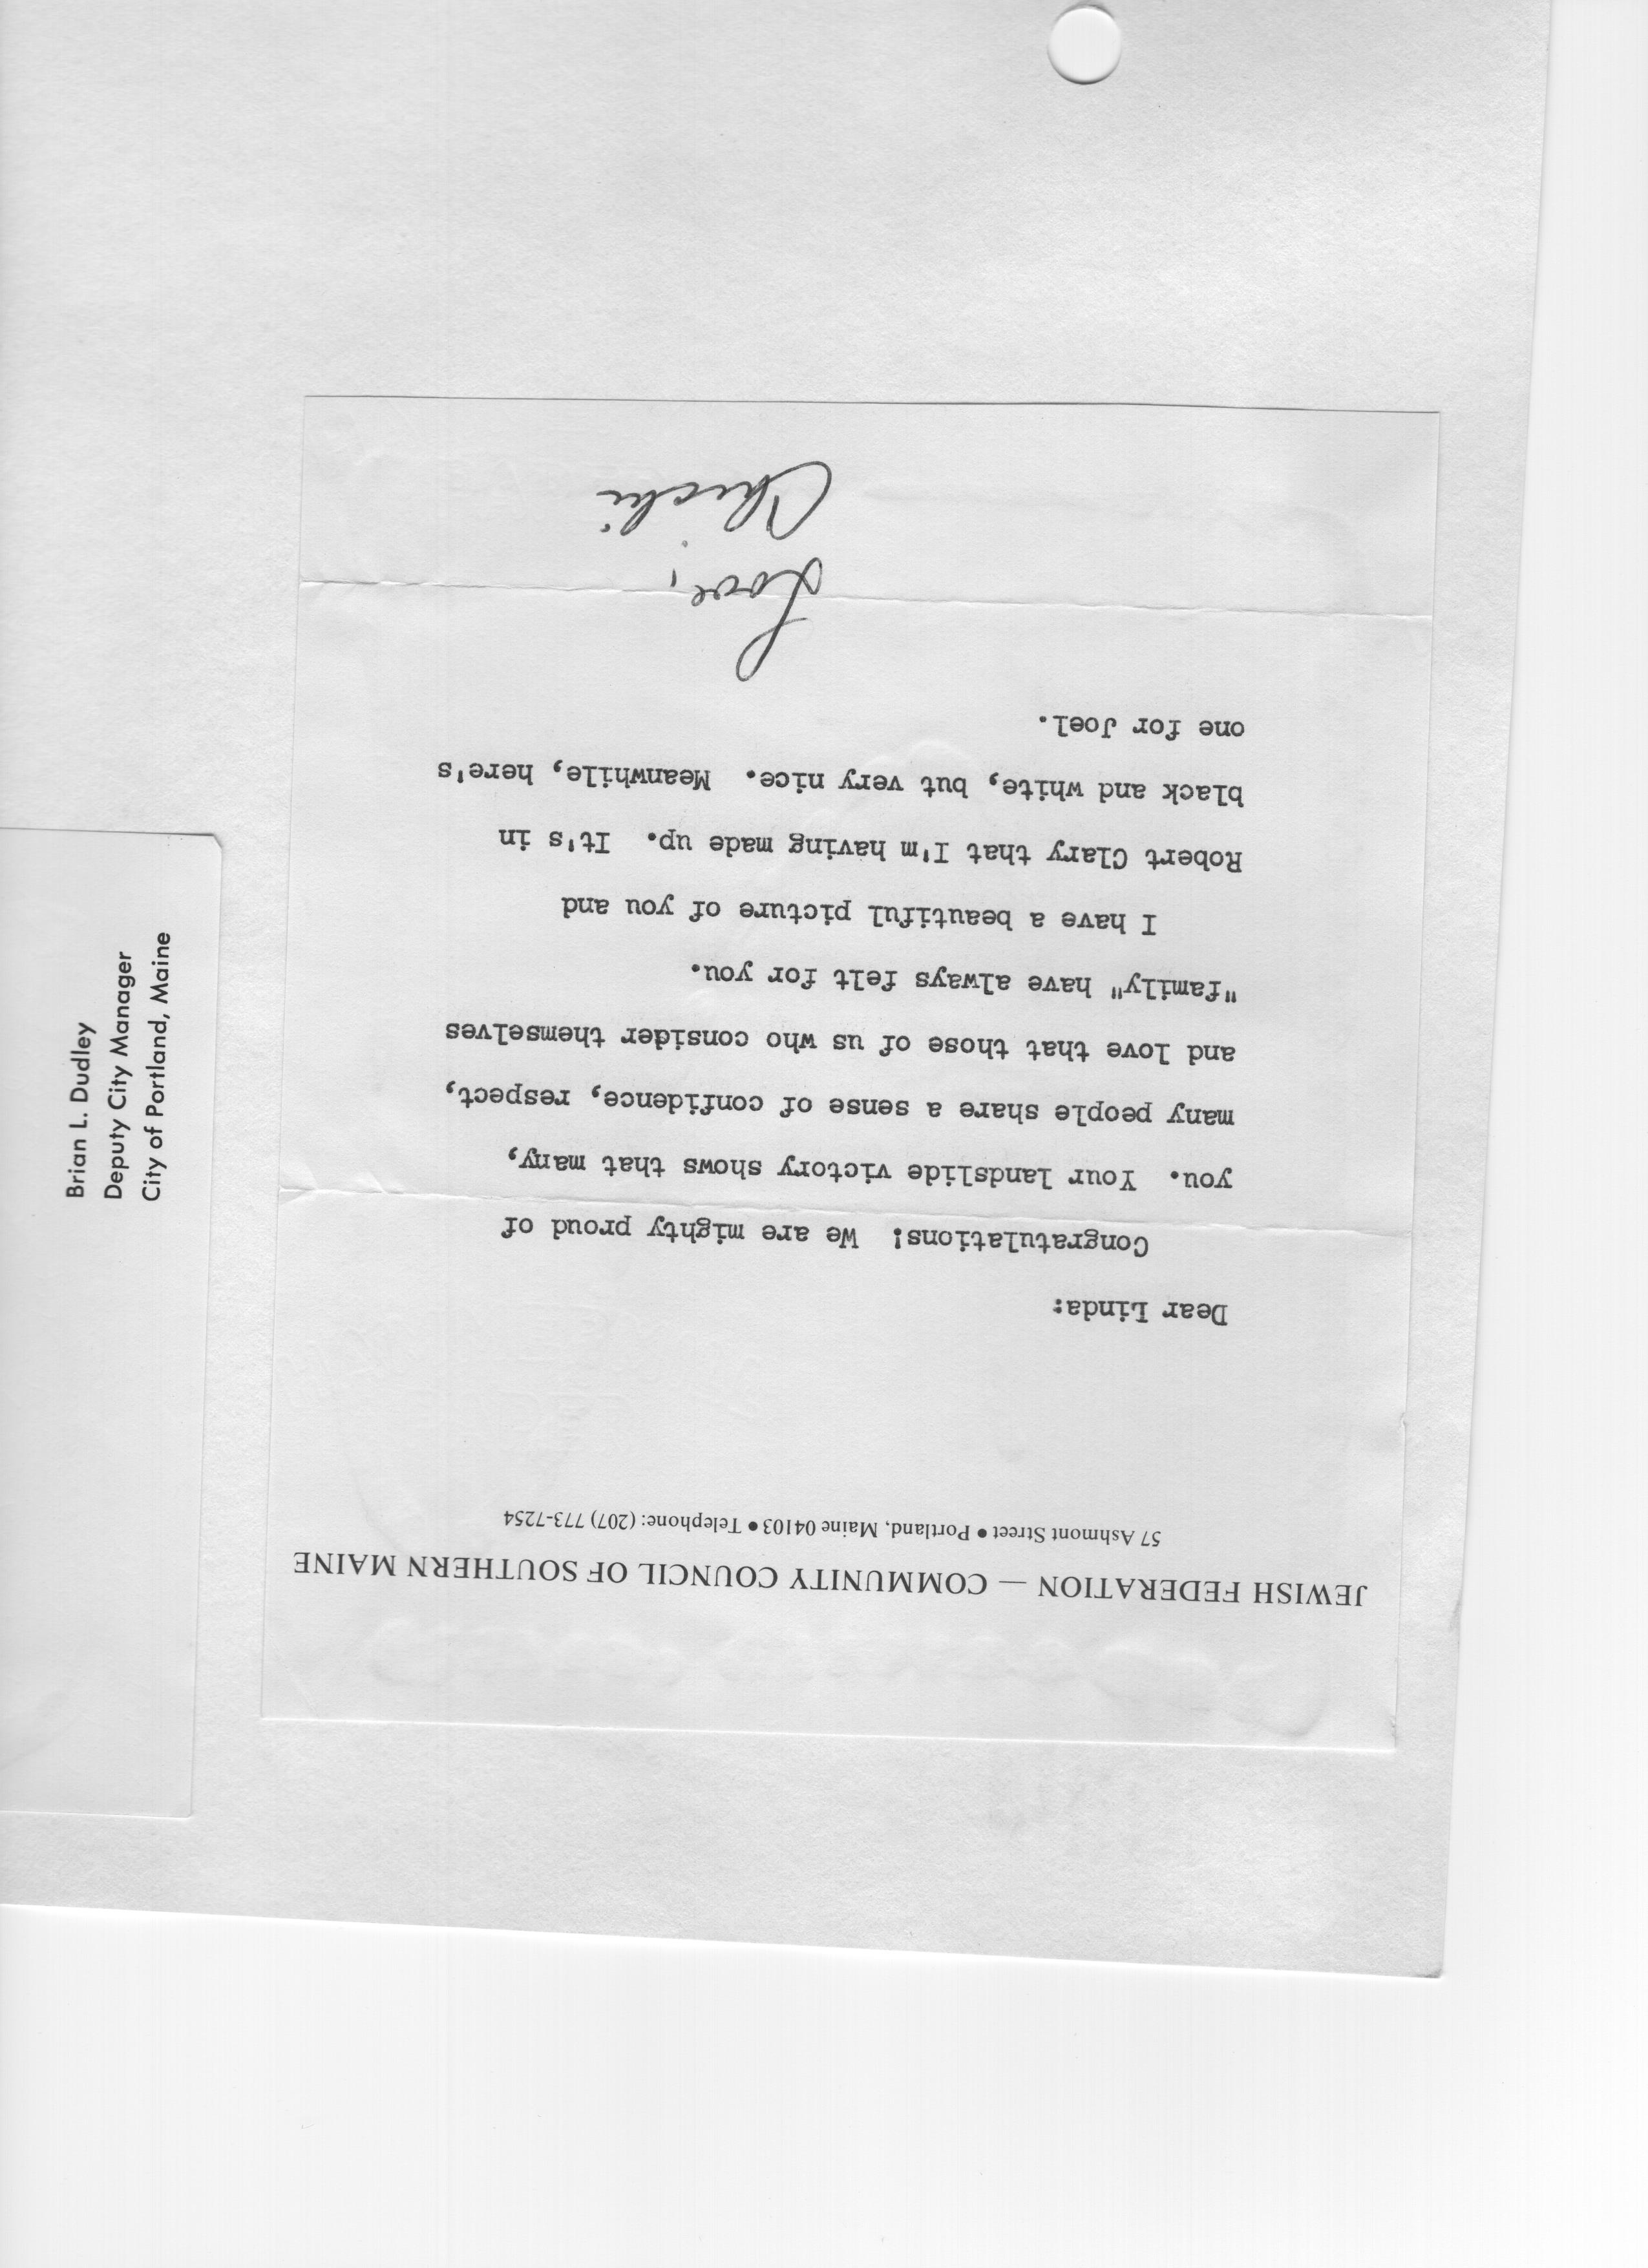 JEWISH FEDERATION — COMMUNITY COUNCIL OF SOUTHERN MAINE
57 Ashmont Street • Portland, Maine 04103 • Telephone: (207) 773-7254
Dear Linda:
Congratulations! We are mighty proud of
you. Your landslide victory shows that many,
many people share a sense of confidence, respect,
and love that those of us who consider themselves
"family" have always felt for you.
I have a beautiful picture of you and
Robert Clary that I'm having made up. It's in
black and white, but very nice. Meanwhile, here's
one for Joel.
Love,
Brian L. Dudley
Deputy City Manager
City of Portland, Maine